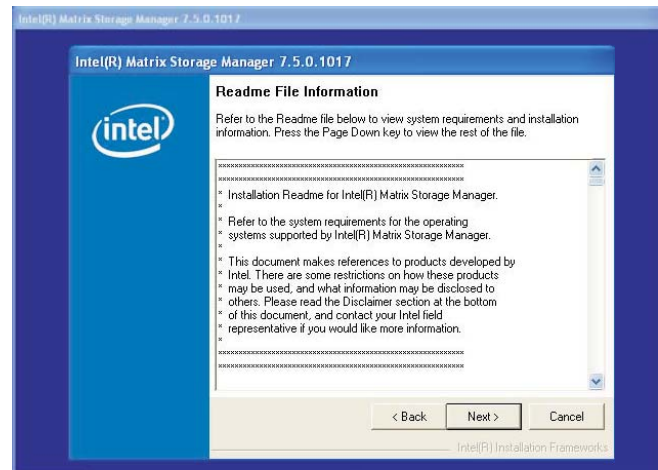 Intel(R) Matrix Storage Manager 7.5.0.1017
Intel(R) Matrix Storage Manager 7.5.0.1017
intel
Readme File Information
Refer to the Readme file below to view system requirements and installation
information. Press the Page Down key to view the rest of the file.
************************************************************
************************************************************
* Installation Readme for Intel(R) Matrix Storage Manager.
*
* Refer to the system requirements for the operating
* systems supported by Intel(R) Matrix Storage Manager.
*
* This document makes references to products developed by
* Intel. There are some restrictions on how these products
* may be used, and what information may be disclosed to
* others. Please read the Disclaimer section at the bottom
* of this document, and contact your Intel field
* representative if you would like more information.
*
************************************************************
************************************************************
< Back
Next >
Cancel
Intel(R) Installation Frameworks